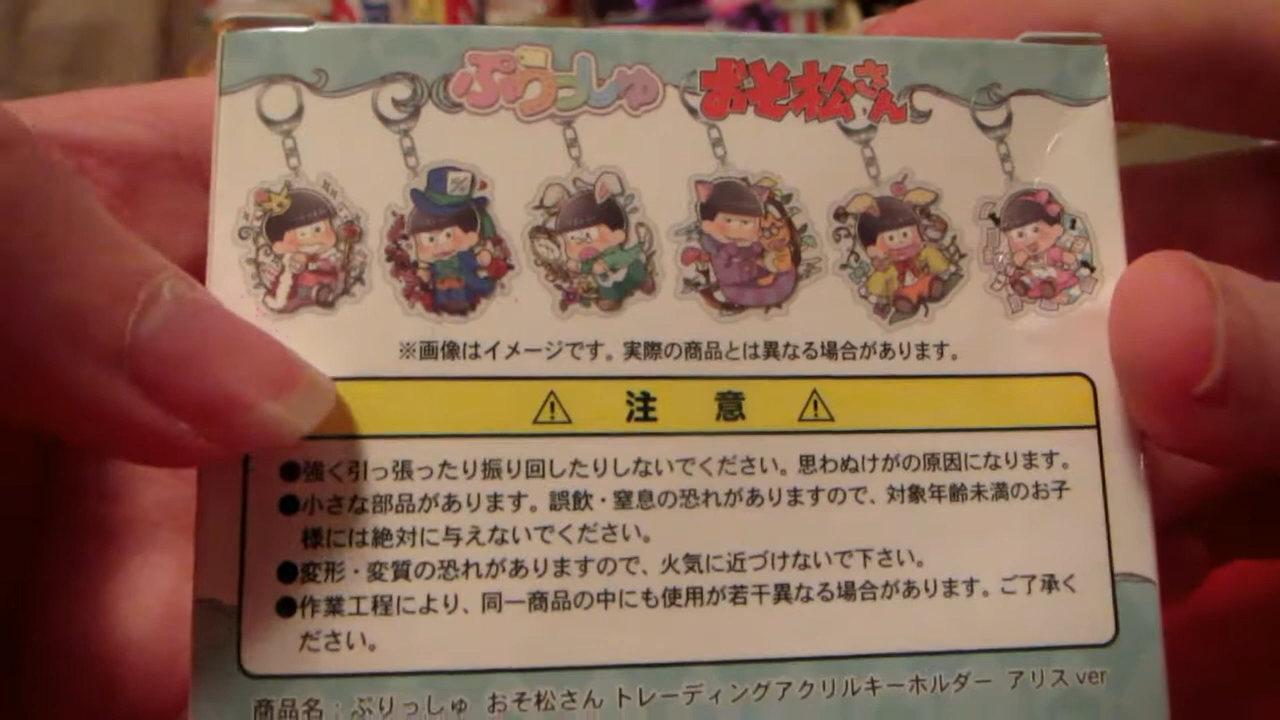 ぷりっしゅ おそ松さん
※画像はイメージです。実際の商品とは異なる場合があります。
注 意
●強く引っ張ったり振り回したりしないでください。思わぬけがの原因になります。
●小さな部品があります。誤飲・窒息の恐れがありますので、対象年齢未満のお子
様には絶対に与えないでください。
●変形・変質の恐れがありますので、火気に近づけないで下さい。
●作業工程により、同一商品の中にも使用が若干異なる場合があります。ご了承く
ださい。
商品名：ぷりっしゅ おそ松さん トレーディングアクリルキーホルダー アリスver